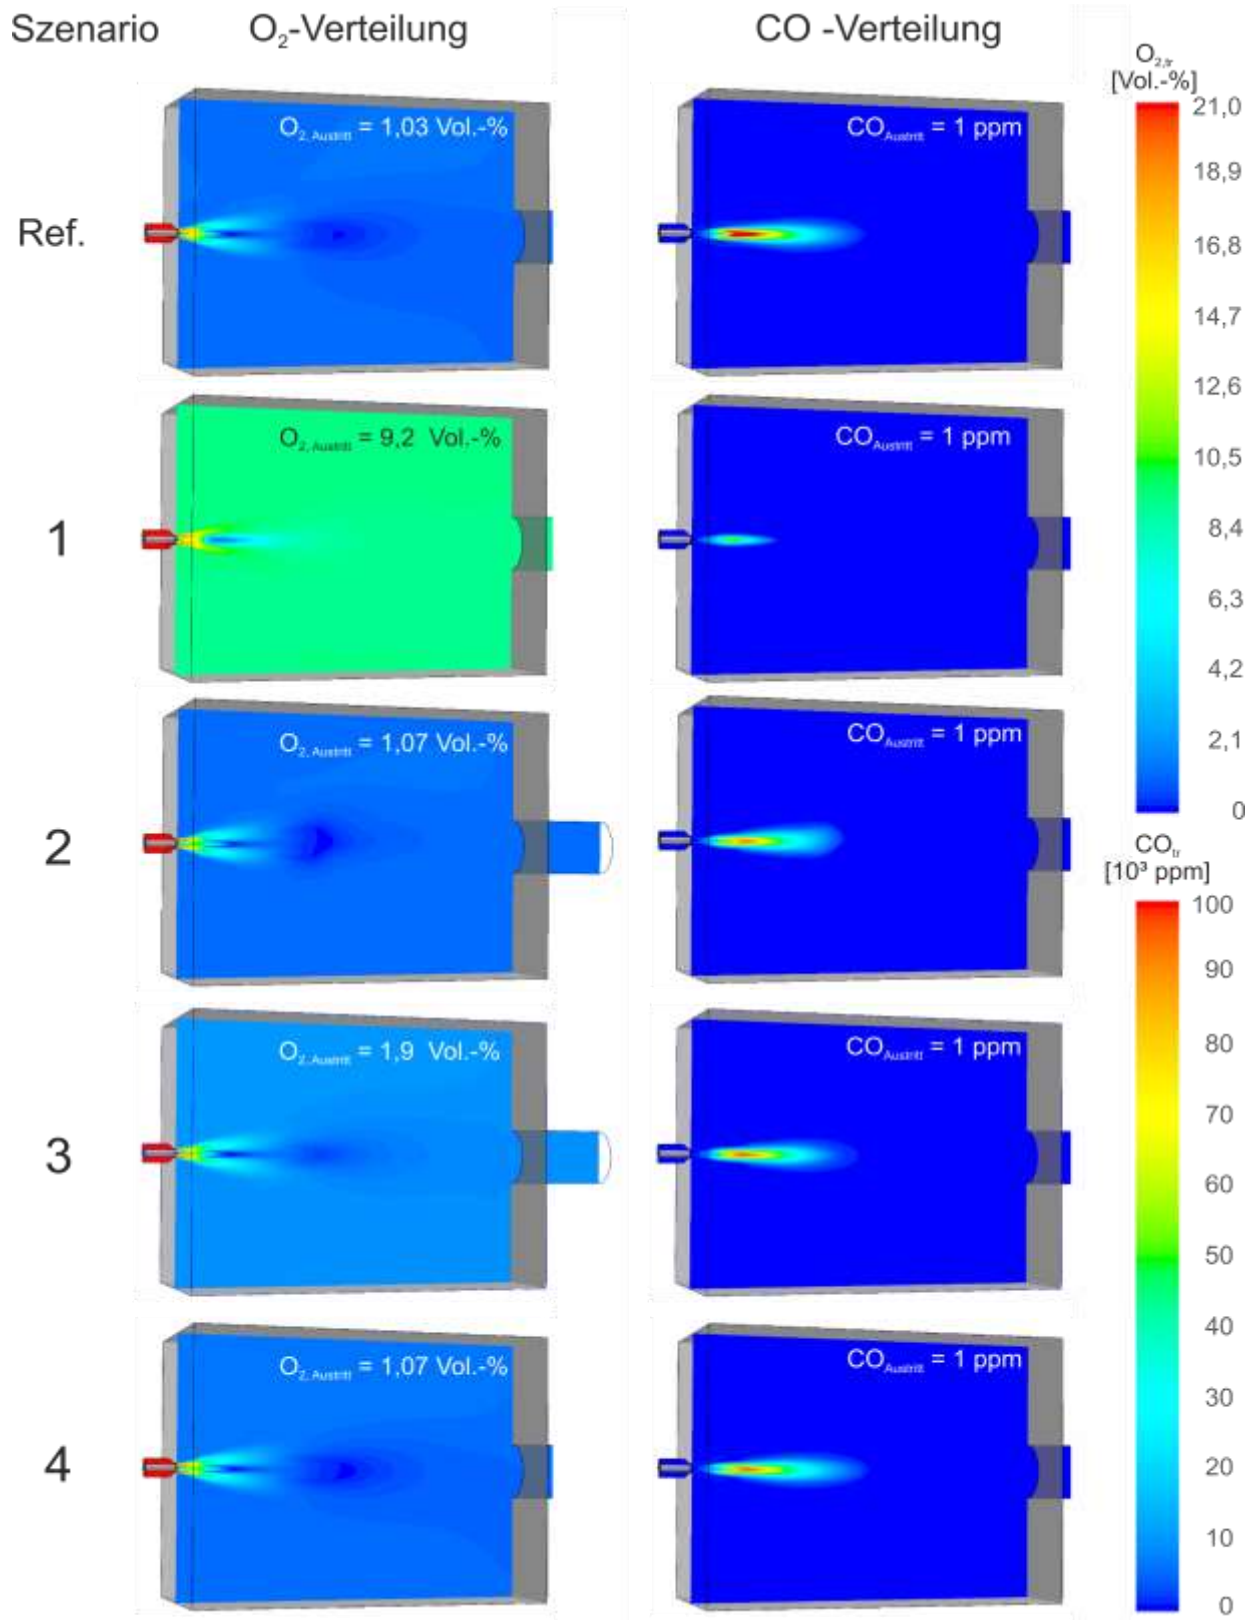 Szenario O₂-Verteilung CO -Verteilung
O₂,tr
[Vol.-%]
21,0
18,9
16,8
14,7
12,6
10,5
8,4
6,3
4,2
2,1
0
Ref.
O₂, Austritt = 1,03 Vol.-%
CO Austritt = 1 ppm
1
O₂, Austritt = 9,2 Vol.-%
CO Austritt = 1 ppm
2
O₂, Austritt = 1,07 Vol.-%
CO Austritt = 1 ppm
CO tr
[10³ ppm]
100
90
80
70
60
50
40
30
20
10
0
3
O₂, Austritt = 1,9 Vol.-%
CO Austritt = 1 ppm
4
O₂, Austritt = 1,07 Vol.-%
CO Austritt = 1 ppm